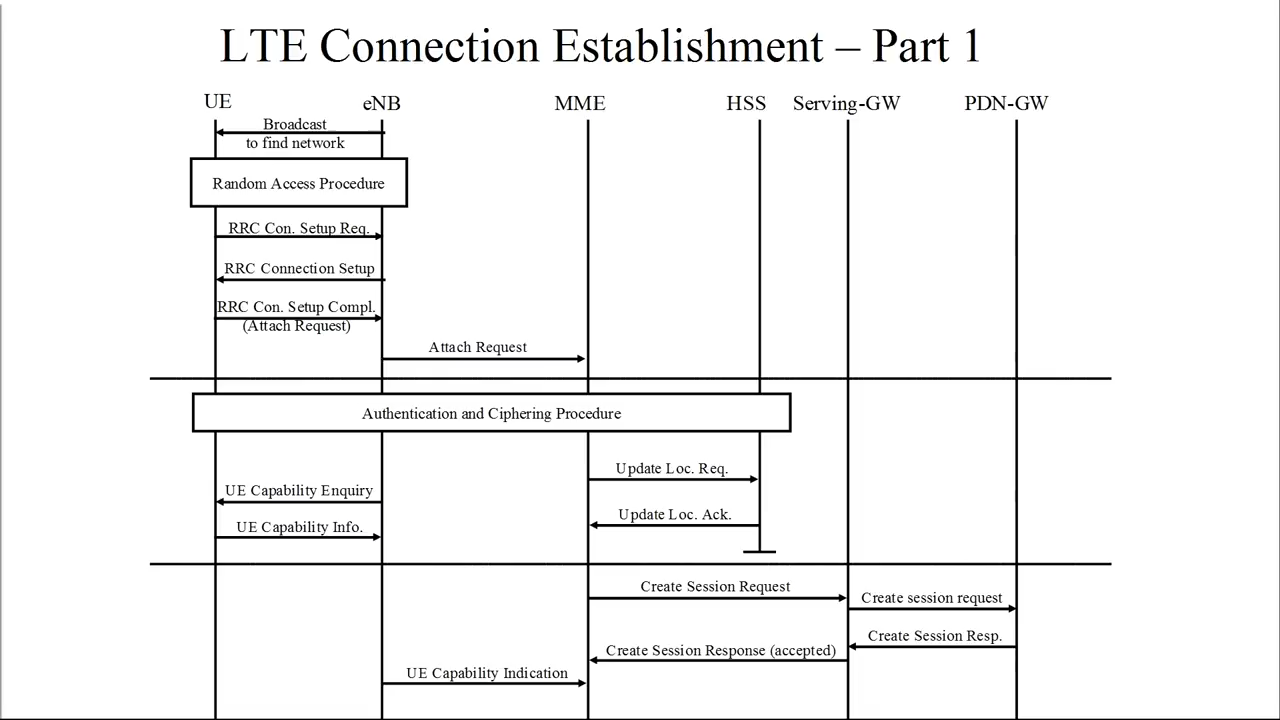 LTE Connection Establishment – Part 1
UE eNB MME HSS Serving-GW PDN-GW
Broadcast
to find network
Random Access Procedure
RRC Con. Setup Req.
RRC Connection Setup
RRC Con. Setup Compl.
(Attach Request)
Attach Request
Authentication and Ciphering Procedure
Update Loc. Req.
UE Capability Enquiry
Update Loc. Ack.
UE Capability Info.
Create Session Request
Create session request
Create Session Resp.
Create Session Response (accepted)
UE Capability Indication